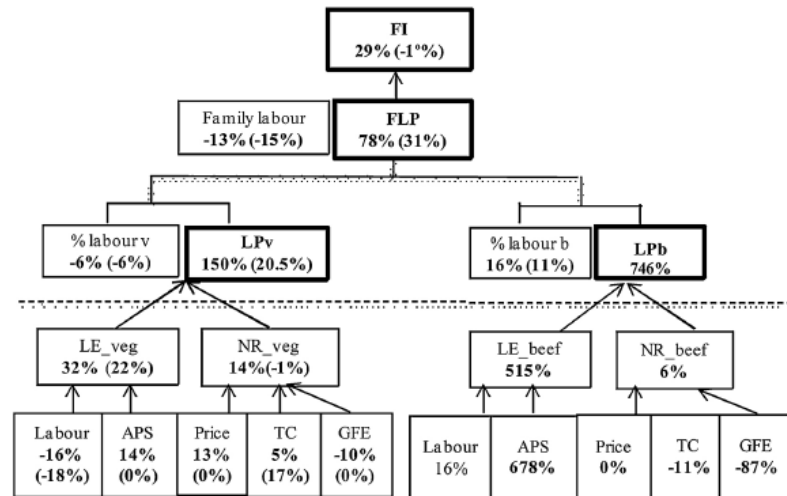 FI
29% (-1º%)
Family labour
-13% (-15%)
FLP
78% (31%)
% labour v
-6% (-6%)
LPv
150% (20.5%)
% labour b
16% (11%)
LPb
746%
LE_veg
32% (22%)
NR_veg
14%(-1%)
LE_beef
515%
NR_beef
6%
Labour
-16%
(-18%)
APS
14%
(0%)
Price
13%
(0%)
TC
5%
(17%)
GFE
-10%
(0%)
Labour
16%
APS
678%
Price
0%
TC
-11%
GFE
-87%